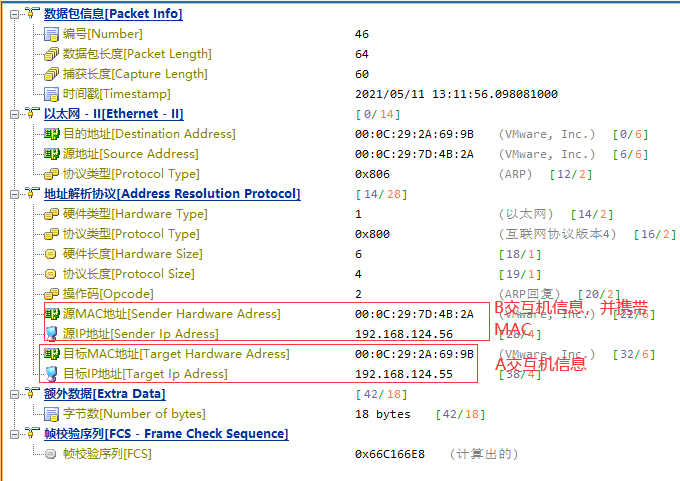 数据包信息[Packet Info]
编号[Number] 46
数据包长度[Packet Length] 64
捕获长度[Capture Length] 60
时间戳[Timestamp] 2021/05/11 13:11:56.098081000
以太网 - II[Ethernet - II] [0/14]
目的地址[Destination Address] 00:0C:29:2A:69:9B (VMware, Inc.) [0/6]
源地址[Source Address] 00:0C:29:7D:4B:2A (VMware, Inc.) [6/6]
协议类型[Protocol Type] 0x806 (ARP) [12/2]
地址解析协议[Address Resolution Protocol] [14/28]
硬件类型[Hardware Type] 1 (以太网) [14/2]
协议类型[Protocol Type] 0x800 (互联网协议版本4) [16/2]
硬件长度[Hardware Size] 6 [18/1]
协议长度[Protocol Size] 4 [19/1]
操作码[Opcode] 2 (ARP回复) [20/2]
源MAC地址[Sender Hardware Adress] 00:0C:29:7D:4B:2A (VMware, Inc.) [22/6]
B交互机信息，并携带
MAC
源IP地址[Sender Ip Adress] 192.168.124.56 [28/4]
目标MAC地址[Target Hardware Adress] 00:0C:29:2A:69:9B (VMware, Inc.) [32/6]
A交互机信息
目标IP地址[Target Ip Adress] 192.168.124.55 [38/4]
额外数据[Extra Data] [42/18]
字节数[Number of bytes] 18 bytes [42/18]
帧校验序列[FCS - Frame Check Sequence]
帧校验序列[FCS] 0x66C166E8 (计算出的)